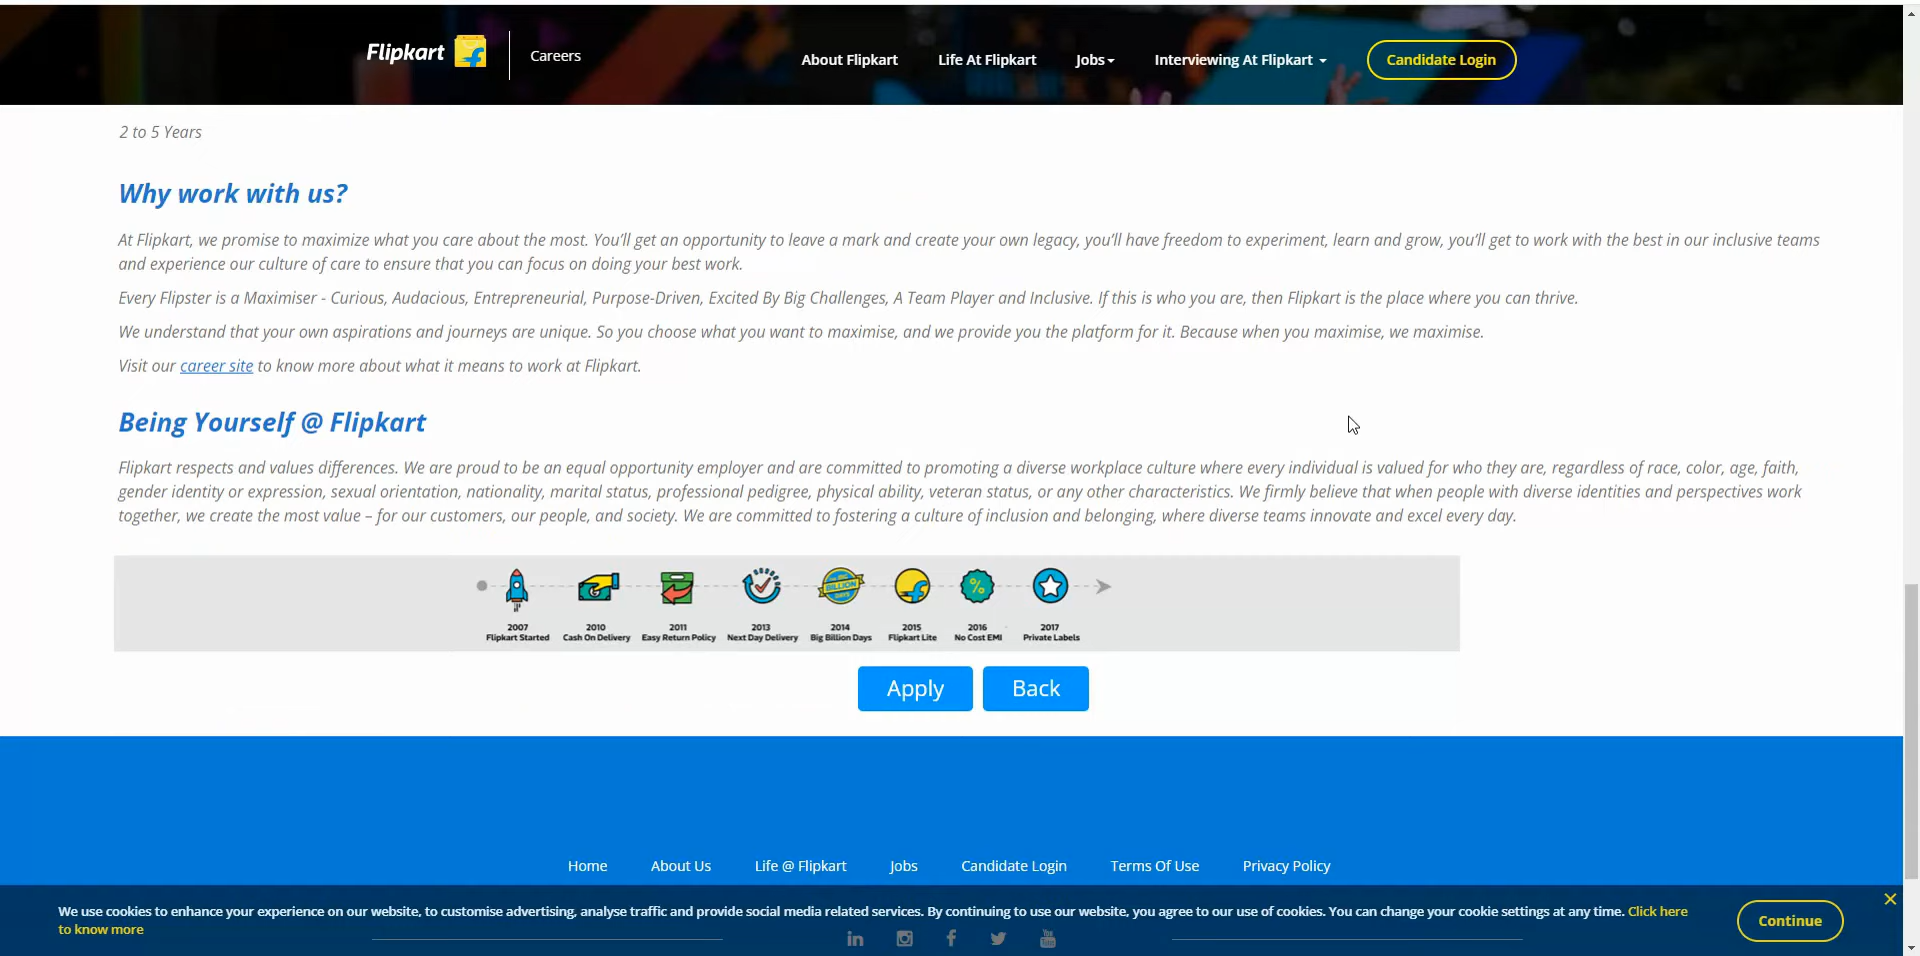 Flipkart
Careers
About Flipkart
Life At Flipkart
Jobs
Interviewing At Flipkart
Candidate Login
2 to 5 Years
Why work with us?
At Flipkart, we promise to maximize what you care about the most. You’ll get an opportunity to leave a mark and create your own legacy, you’ll have freedom to experiment, learn and grow, you’ll get to work with the best in our inclusive teams
and experience our culture of care to ensure that you can focus on doing your best work.
Every Flipster is a Maximiser - Curious, Audacious, Entrepreneurial, Purpose-Driven, Excited By Big Challenges, A Team Player and Inclusive. If this is who you are, then Flipkart is the place where you can thrive.
We understand that your own aspirations and journeys are unique. So you choose what you want to maximise, and we provide you the platform for it. Because when you maximise, we maximise.
Visit our career site to know more about what it means to work at Flipkart.
Being Yourself @ Flipkart
Flipkart respects and values differences. We are proud to be an equal opportunity employer and are committed to promoting a diverse workplace culture where every individual is valued for who they are, regardless of race, color, age, faith,
gender identity or expression, sexual orientation, nationality, marital status, professional pedigree, physical ability, veteran status, or any other characteristics. We firmly believe that when people with diverse identities and perspectives work
together, we create the most value – for our customers, our people, and society. We are committed to fostering a culture of inclusion and belonging, where diverse teams innovate and excel every day.
BILLION
DAYS
%
2007
Flipkart Started
2010
Cash On Delivery
2011
Easy Return Policy
2013
Next Day Delivery
2014
Big Billion Days
2015
Flipkart Lite
2016
No Cost EMI
2017
Private Labels
Apply
Back
Home
About Us
Life @ Flipkart
Jobs
Candidate Login
Terms Of Use
Privacy Policy
We use cookies to enhance your experience on our website, to customise advertising, analyse traffic and provide social media related services. By continuing to use our website, you agree to our use of cookies. You can change your cookie settings at any time. Click here
to know more
Continue